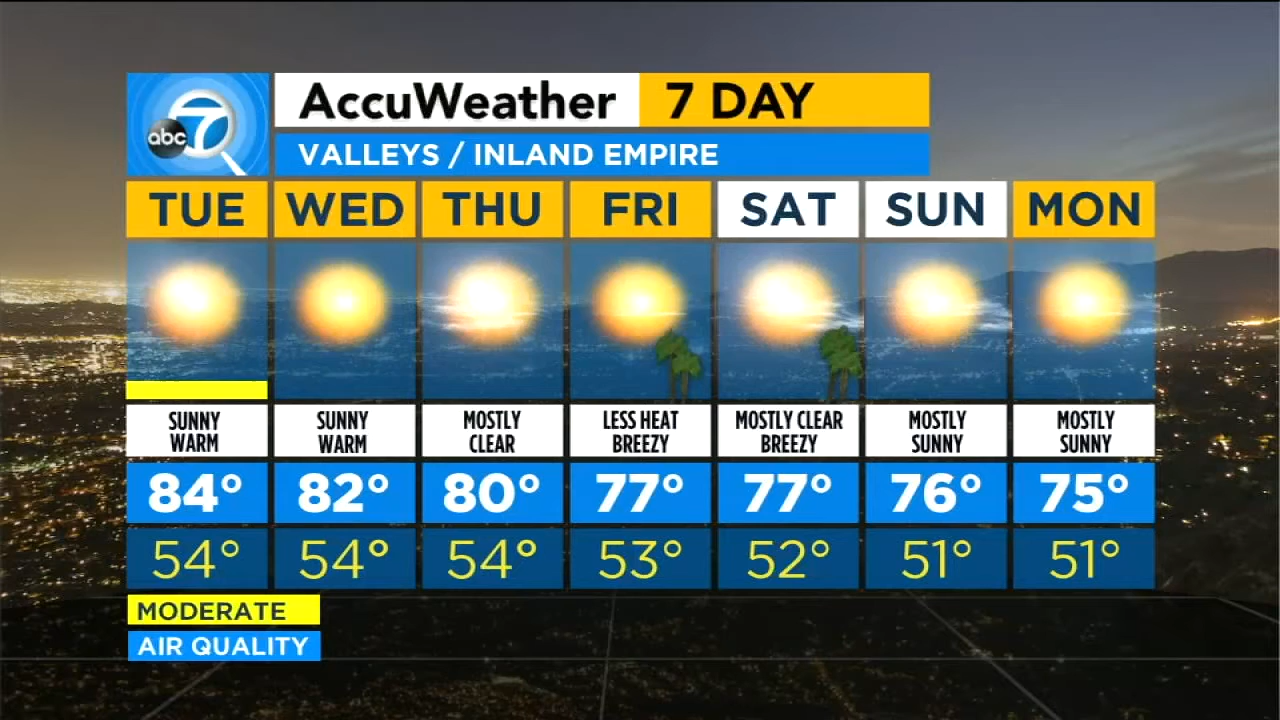 abc 7
AccuWeather 7 DAY
VALLEYS / INLAND EMPIRE
TUE WED THU FRI SAT SUN MON
SUNNY SUNNY MOSTLY LESS HEAT MOSTLY CLEAR MOSTLY MOSTLY
WARM WARM CLEAR BREEZY BREEZY SUNNY SUNNY
84° 82° 80° 77° 77° 76° 75°
54° 54° 54° 53° 52° 51° 51°
MODERATE
AIR QUALITY